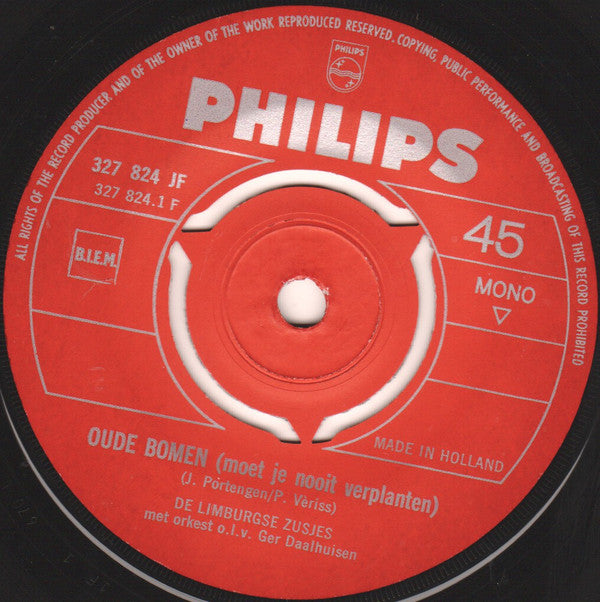 ALL RIGHTS OF THE RECORD PRODUCER AND OF THE OWNER OF THE WORK REPRODUCED RESERVED. COPYING, PUBLIC PERFORMANCE AND BROADCASTING OF THIS RECORD PROHIBITED
PHILIPS
PHILIPS
327 824 JF
327 824.1 F
45
B.I.E.M.
MONO
MADE IN HOLLAND
OUDE BOMEN (moet je nooit verplanten)
(J. Pòrtengen/P. Vèriss)
DE LIMBURGSE ZUSJES
met orkest o.l.v. Ger Daalhuisen